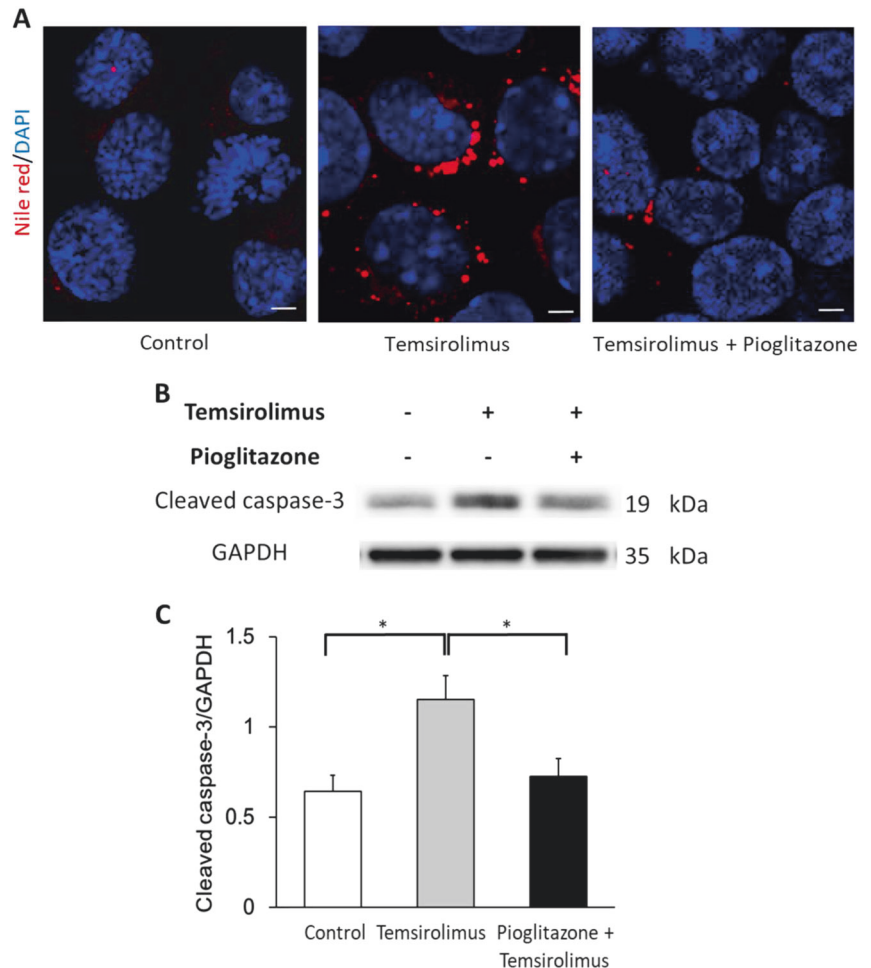 A
Nile red/DAPI
Control
Temsirolimus
Temsirolimus + Pioglitazone
B
Temsirolimus - + +
Pioglitazone - - +
Cleaved caspase-3 19 kDa
GAPDH 35 kDa
C
Cleaved caspase-3/GAPDH
1.5
1
0.5
0
* *
Control Temsirolimus Pioglitazone +
Temsirolimus